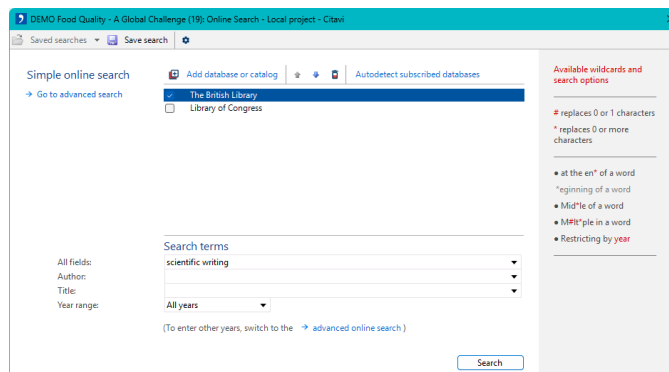 DEMO Food Quality - A Global Challenge (19): Online Search - Local project - Citavi
Saved searches Save search
Simple online search
→ Go to advanced search
Add database or catalog Autodetect subscribed databases
The British Library
Library of Congress
Search terms
All fields: scientific writing
Author:
Title:
Year range: All years
(To enter other years, switch to the → advanced online search )
Search
Available wildcards and
search options
# replaces 0 or 1 characters
* replaces 0 or more
characters
● at the en* of a word
*eginning of a word
● Mid*le of a word
● M#lt*ple in a word
● Restricting by year